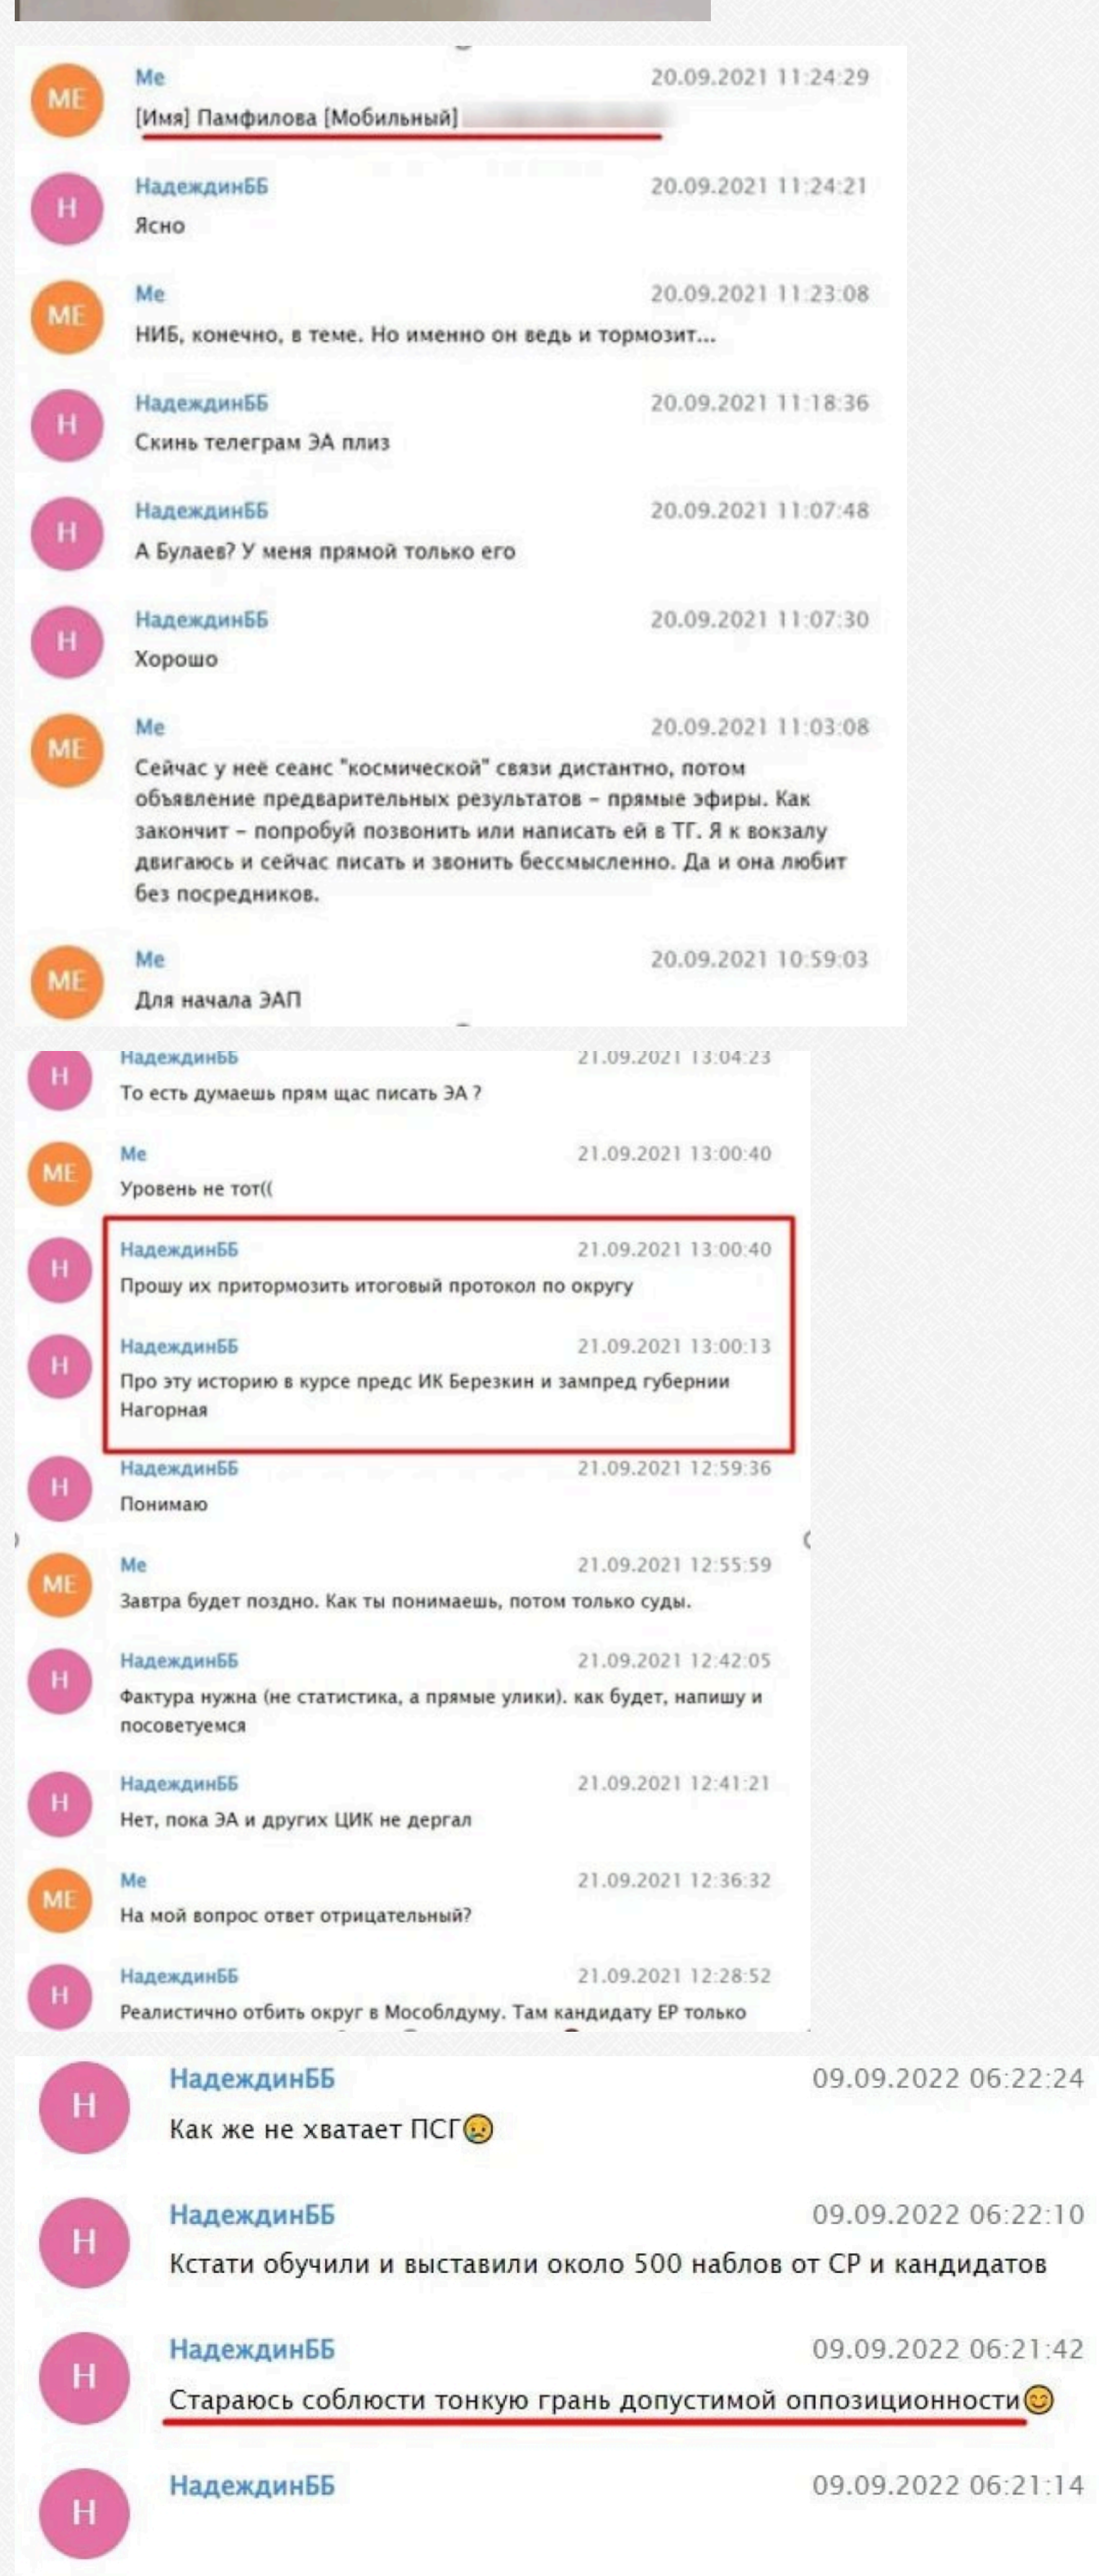 ME
Me
20.09.2021 11:24:29
[Имя] Памфилова [Мобильный]
Н
НадеждинББ
20.09.2021 11:24:21
Ясно
ME
Me
20.09.2021 11:23:08
НИБ, конечно, в теме. Но именно он ведь и тормозит...
Н
НадеждинББ
20.09.2021 11:18:36
Скинь телеграм ЭА плиз
Н
НадеждинББ
20.09.2021 11:07:48
А Булаев? У меня прямой только его
Н
НадеждинББ
20.09.2021 11:07:30
Хорошо
ME
Me
20.09.2021 11:03:08
Сейчас у неё сеанс "космической" связи дистантно, потом
объявление предварительных результатов – прямые эфиры. Как
закончит – попробуй позвонить или написать ей в ТГ. Я к вокзалу
двигаюсь и сейчас писать и звонить бессмысленно. Да и она любит
без посредников.
ME
Me
20.09.2021 10:59:03
Для начала ЭАП
Н
НадеждинББ
21.09.2021 13:04:23
То есть думаешь прям щас писать ЭА ?
ME
Me
21.09.2021 13:00:40
Уровень не тот((
Н
НадеждинББ
21.09.2021 13:00:40
Прошу их притормозить итоговый протокол по округу
Н
НадеждинББ
21.09.2021 13:00:13
Про эту историю в курсе предс ИК Березкин и зампред губернии
Нагорная
Н
НадеждинББ
21.09.2021 12:59:36
Понимаю
ME
Me
21.09.2021 12:55:59
Завтра будет поздно. Как ты понимаешь, потом только суды.
Н
НадеждинББ
21.09.2021 12:42:05
Фактура нужна (не статистика, а прямые улики). как будет, напишу и
посоветуемся
Н
НадеждинББ
21.09.2021 12:41:21
Нет, пока ЭА и других ЦИК не дергал
ME
Me
21.09.2021 12:36:32
На мой вопрос ответ отрицательный?
Н
НадеждинББ
21.09.2021 12:28:52
Реалистично отбить округ в Мособлдуму. Там кандидату ЕР только
Н
НадеждинББ
09.09.2022 06:22:24
Как же не хватает ПСГ😢
Н
НадеждинББ
09.09.2022 06:22:10
Кстати обучили и выставили около 500 наблов от СР и кандидатов
Н
НадеждинББ
09.09.2022 06:21:42
Стараюсь соблюсти тонкую грань допустимой оппозиционности😊
Н
НадеждинББ
09.09.2022 06:21:14